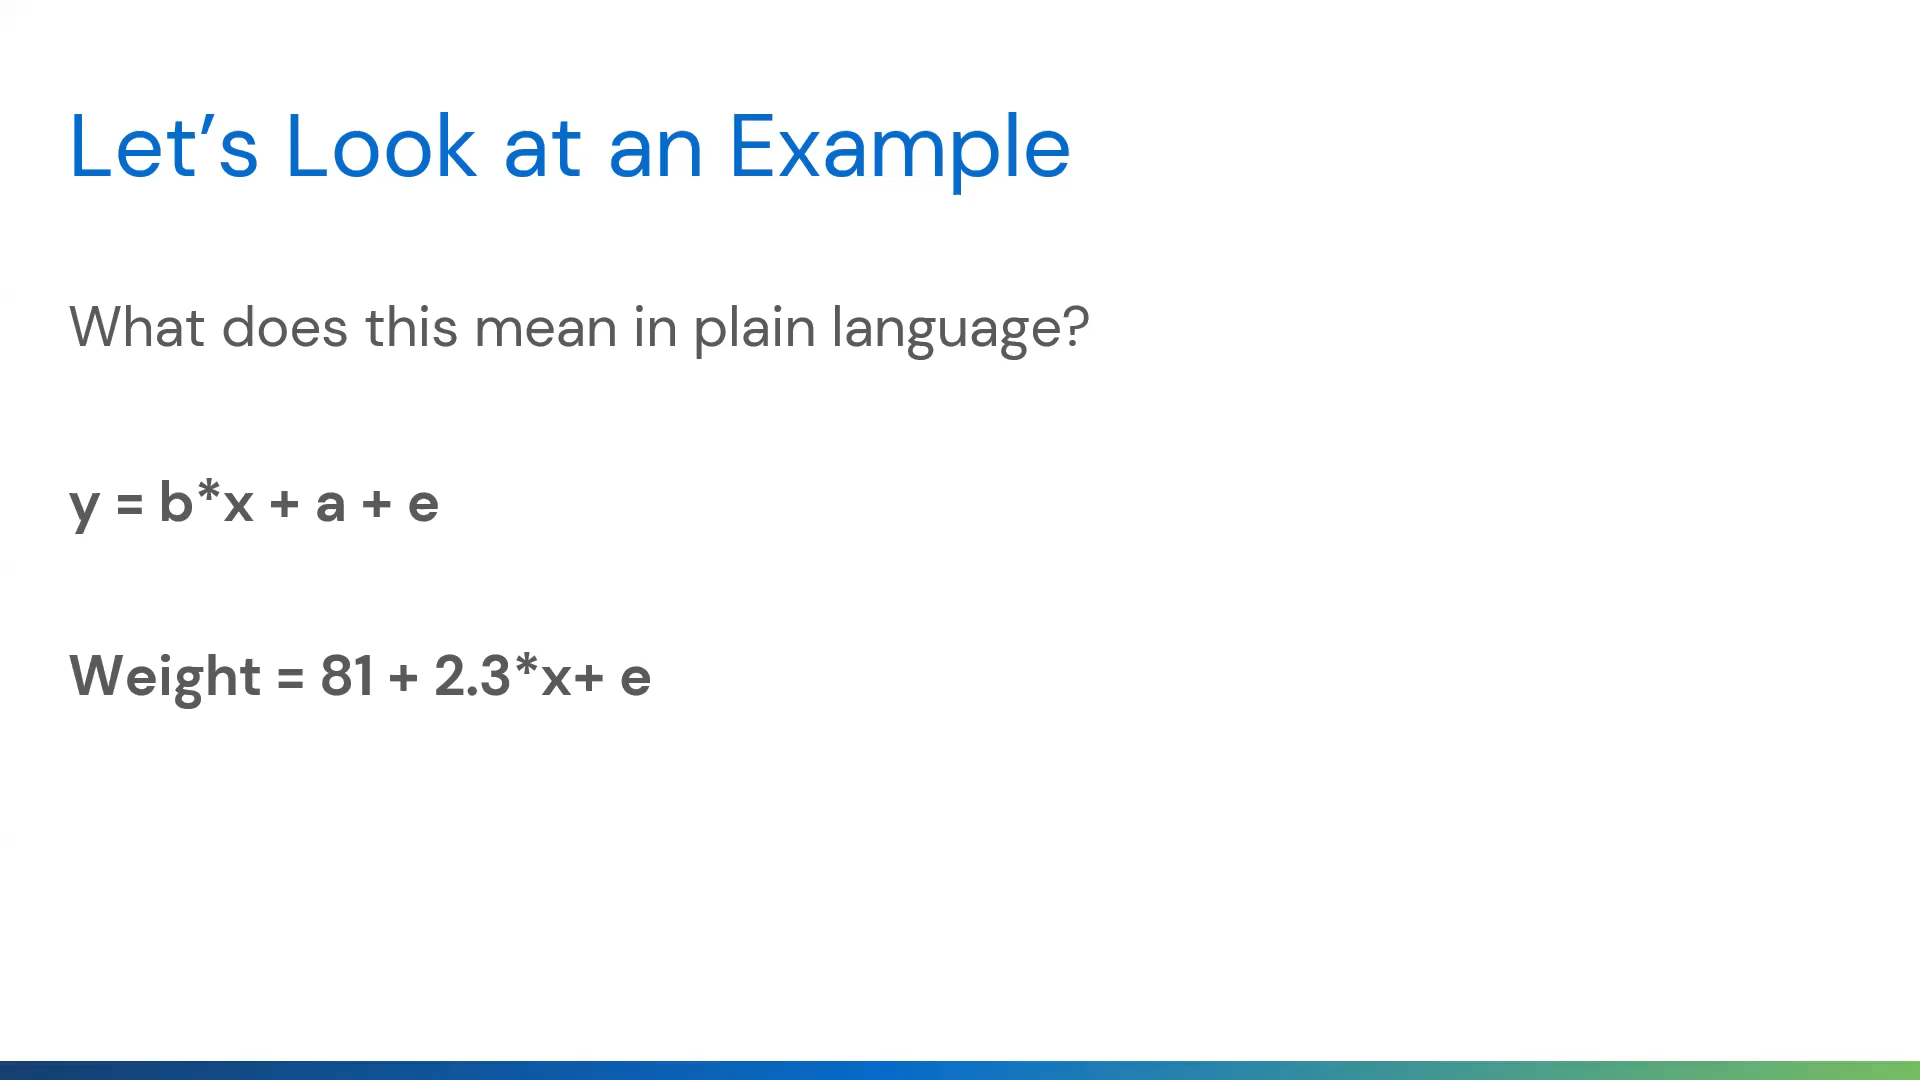 Let’s Look at an Example
What does this mean in plain language?
y = b*x + a + e
Weight = 81 + 2.3*x+ e